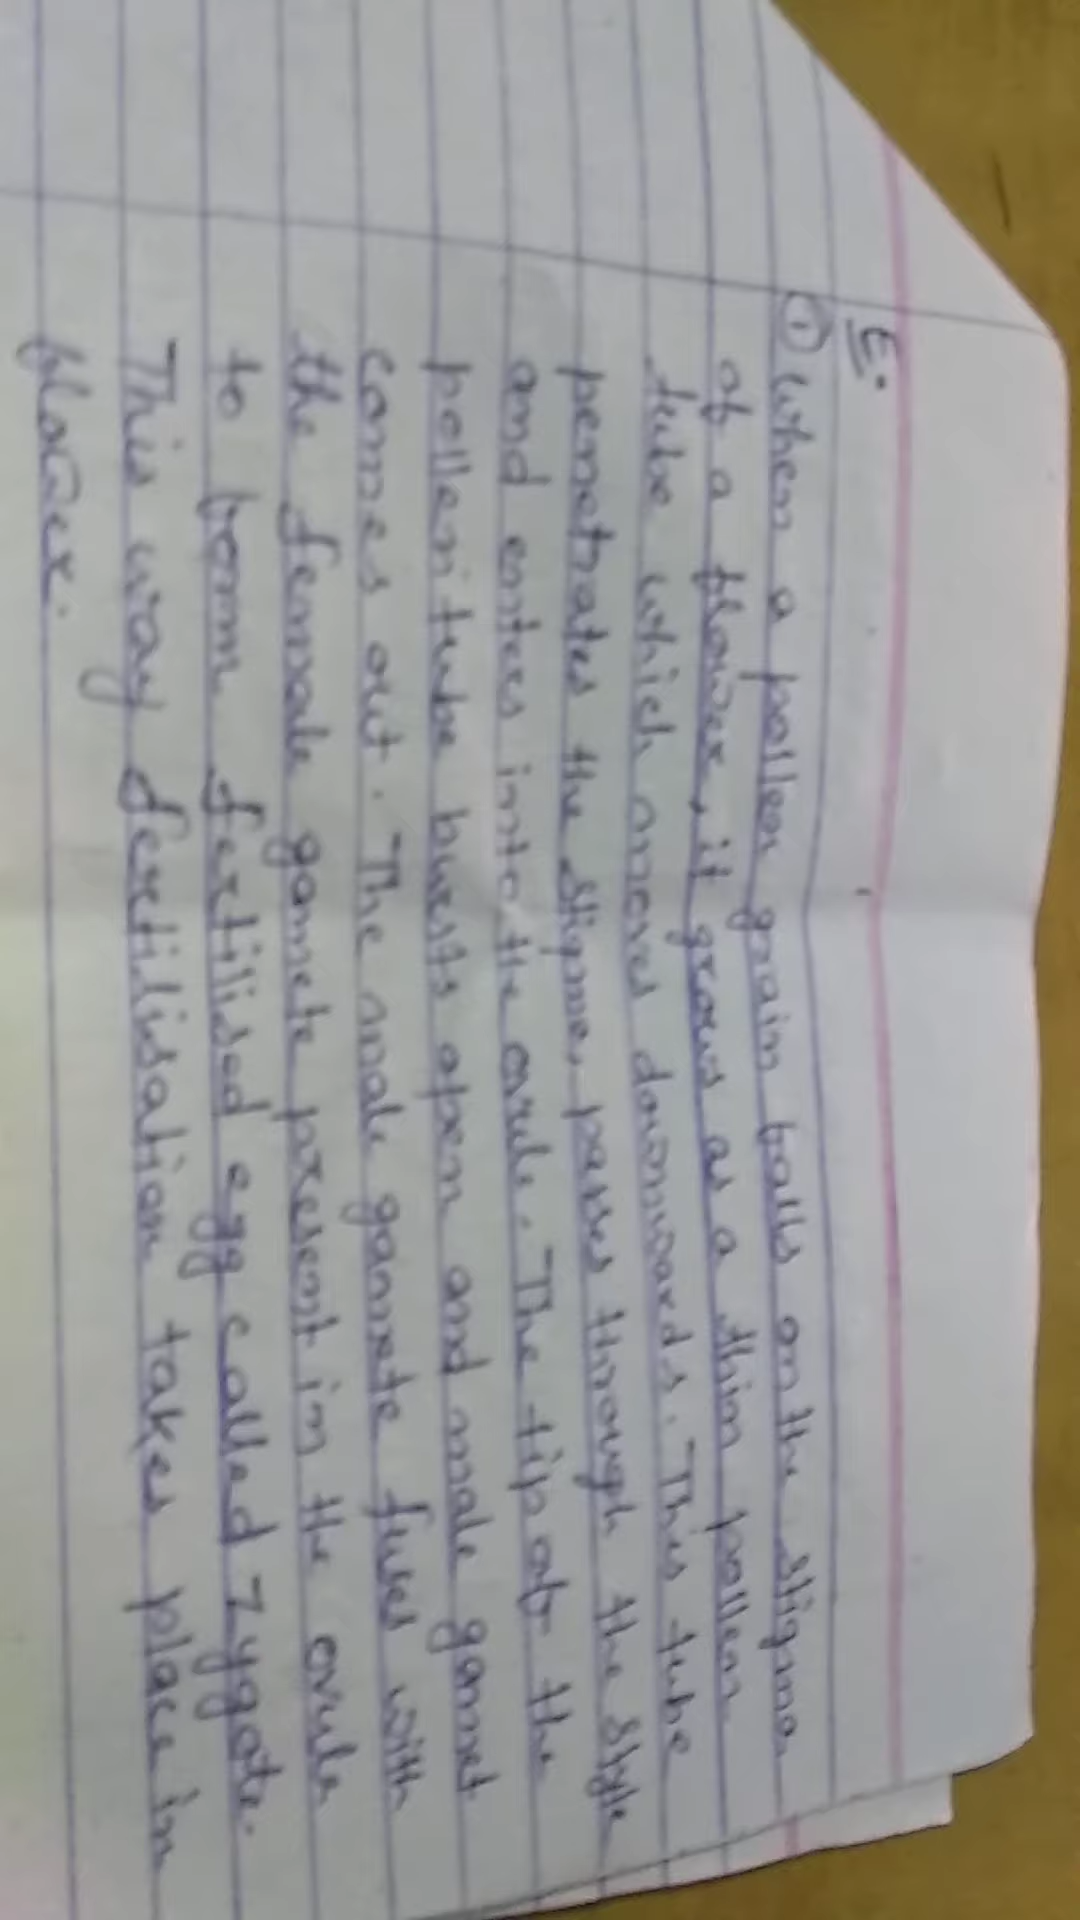 E.
① When a pollen grain falls on the stigma
of a flower, it grows as a thin pollen
tube which moves downwards. This tube
penetrates the stigma, passes through the style
and enters into the ovule. The tip of the
pollen tube bursts open and male gamet
comes out. The male gamete fuses with
the female gamete present in the ovule
to form fertilised egg called zygote.
This way fertilisation takes place in
flower.